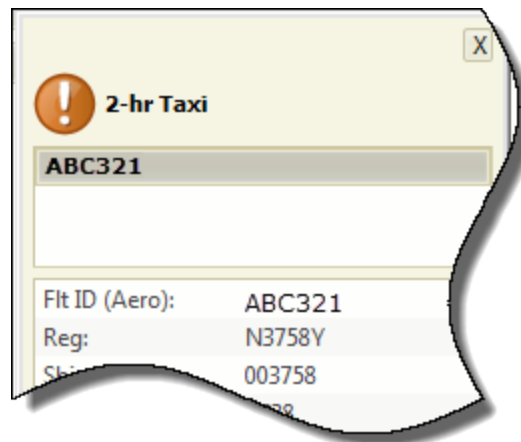 X
2-hr Taxi
ABC321
Flt ID (Aero): ABC321
Reg: N3758Y
003758